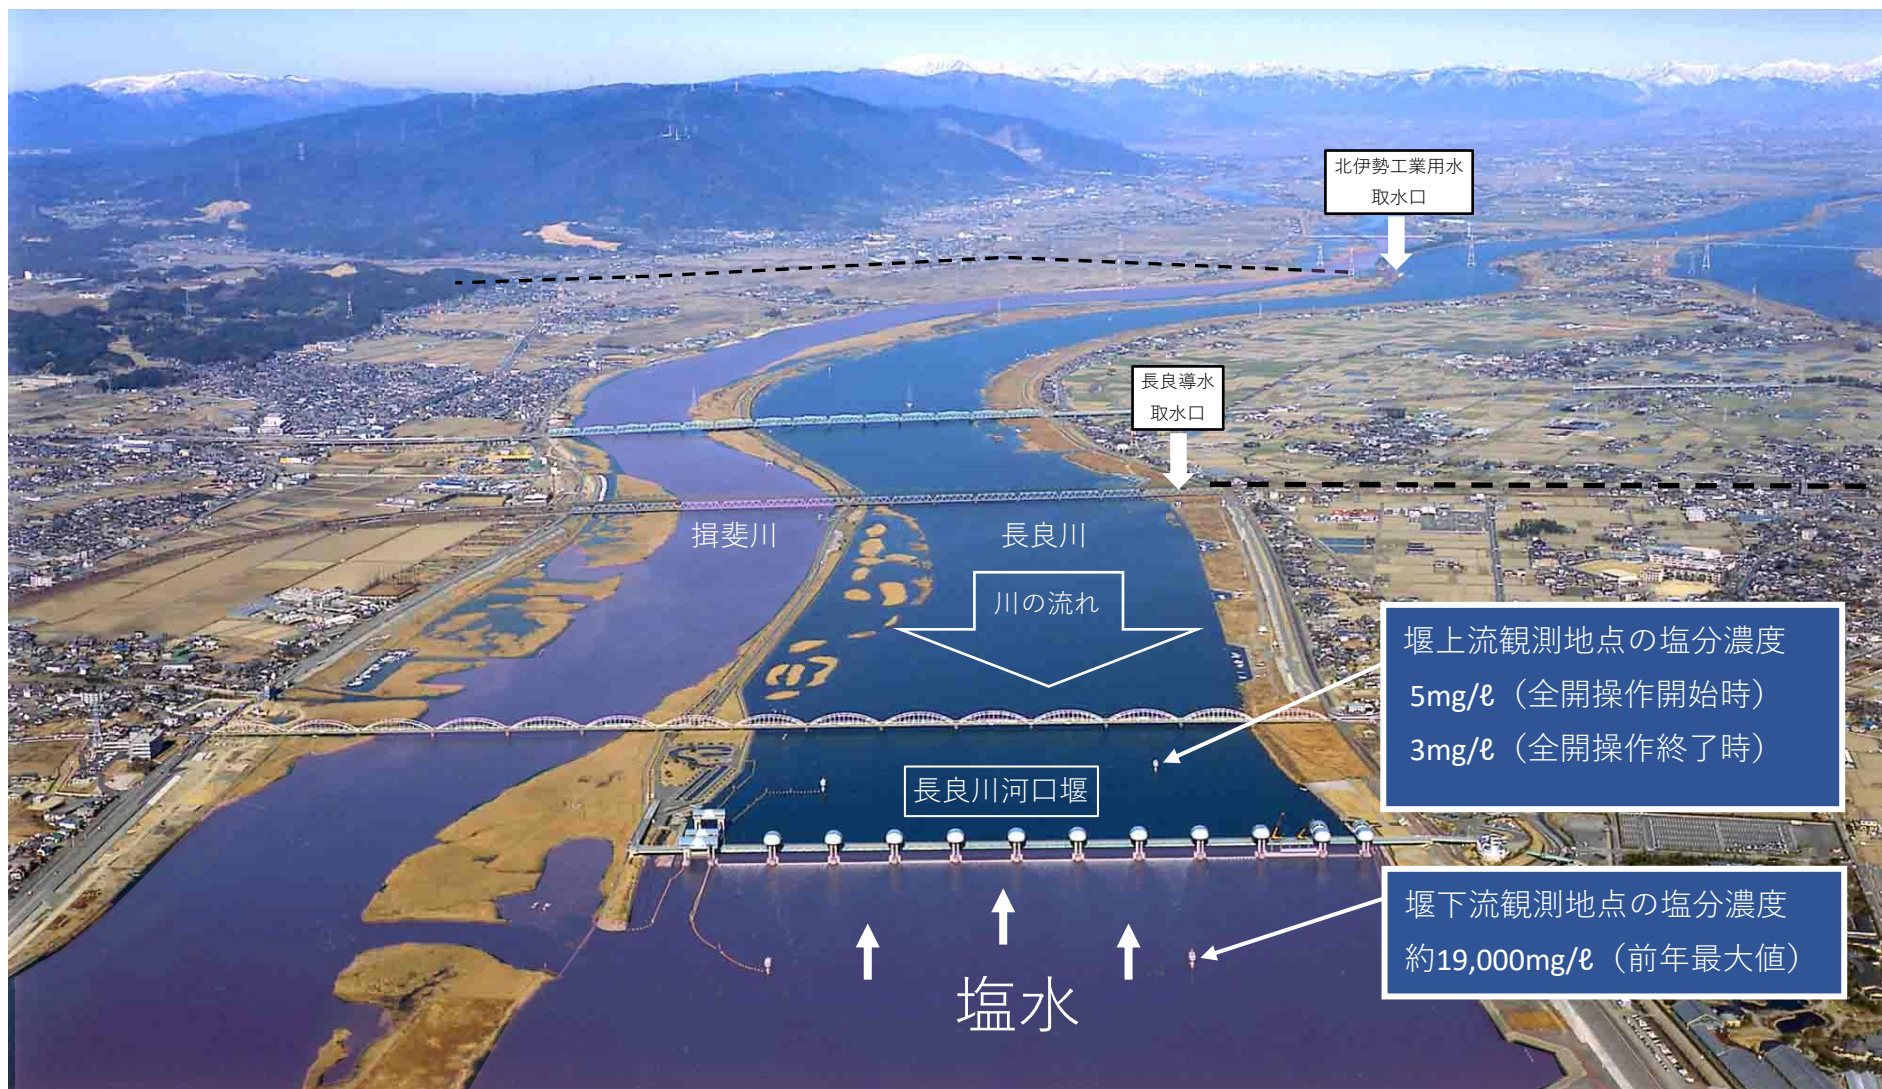 北伊勢工業用水
取水口
長良導水
取水口
揖斐川
長良川
川の流れ
堰上流観測地点の塩分濃度
5mg/ℓ（全開操作開始時）
3mg/ℓ（全開操作終了時）
長良川河口堰
堰下流観測地点の塩分濃度
約19,000mg/ℓ（前年最大値）
塩水